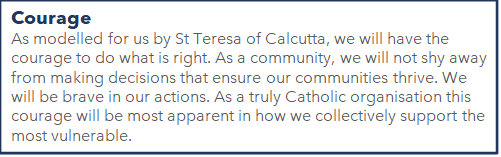 Courage
As modelled for us by St Teresa of Calcutta, we will have the
courage to do what is right. As a community, we will not shy away
from making decisions that ensure our communities thrive. We
will be brave in our actions. As a truly Catholic organisation this
courage will be most apparent in how we collectively support the
most vulnerable.